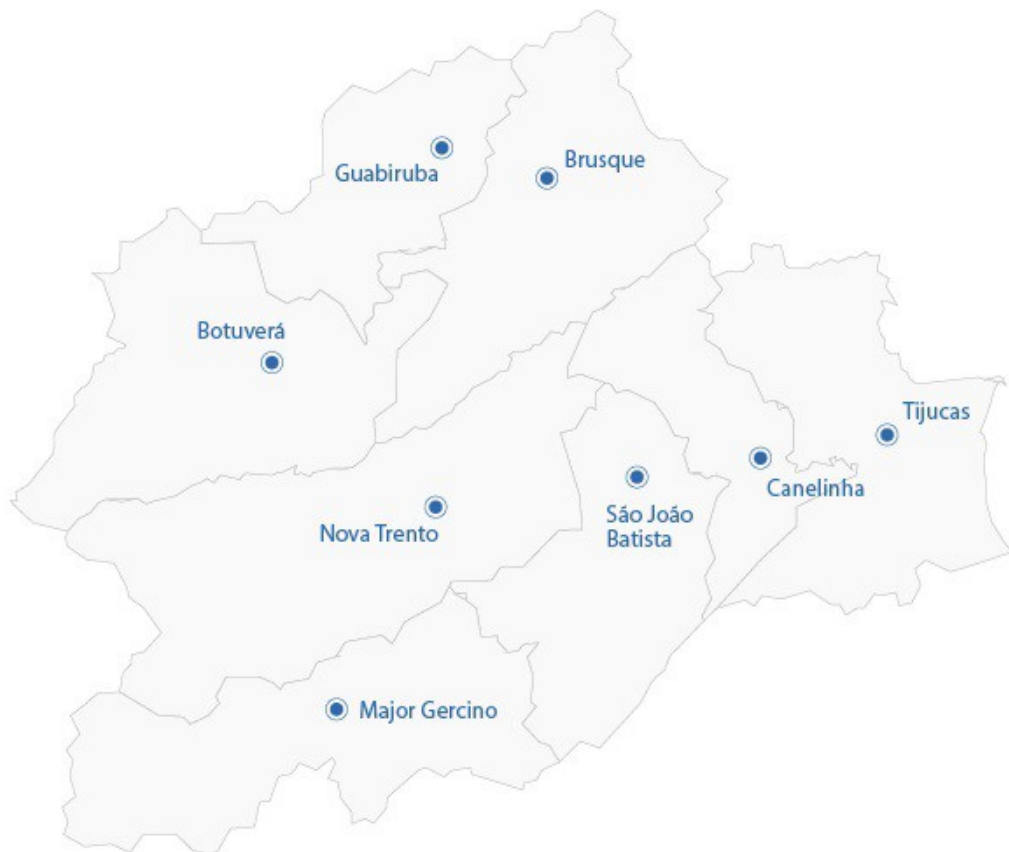 Brusque
Guabiruba
Botuverá
Tijucas
Canelinha
São João
Batista
Nova Trento
Major Gercino